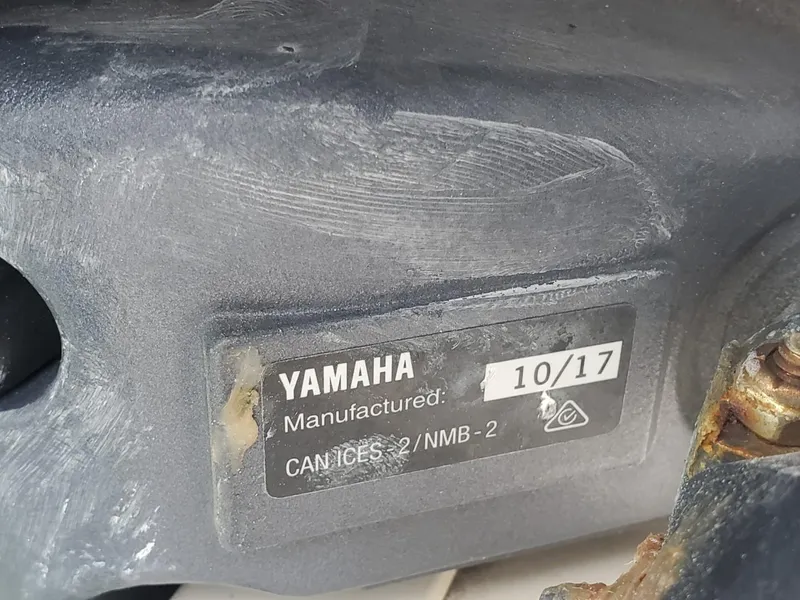 YAMAHA
Manufactured: 10/17
CAN ICES-2/NMB-2